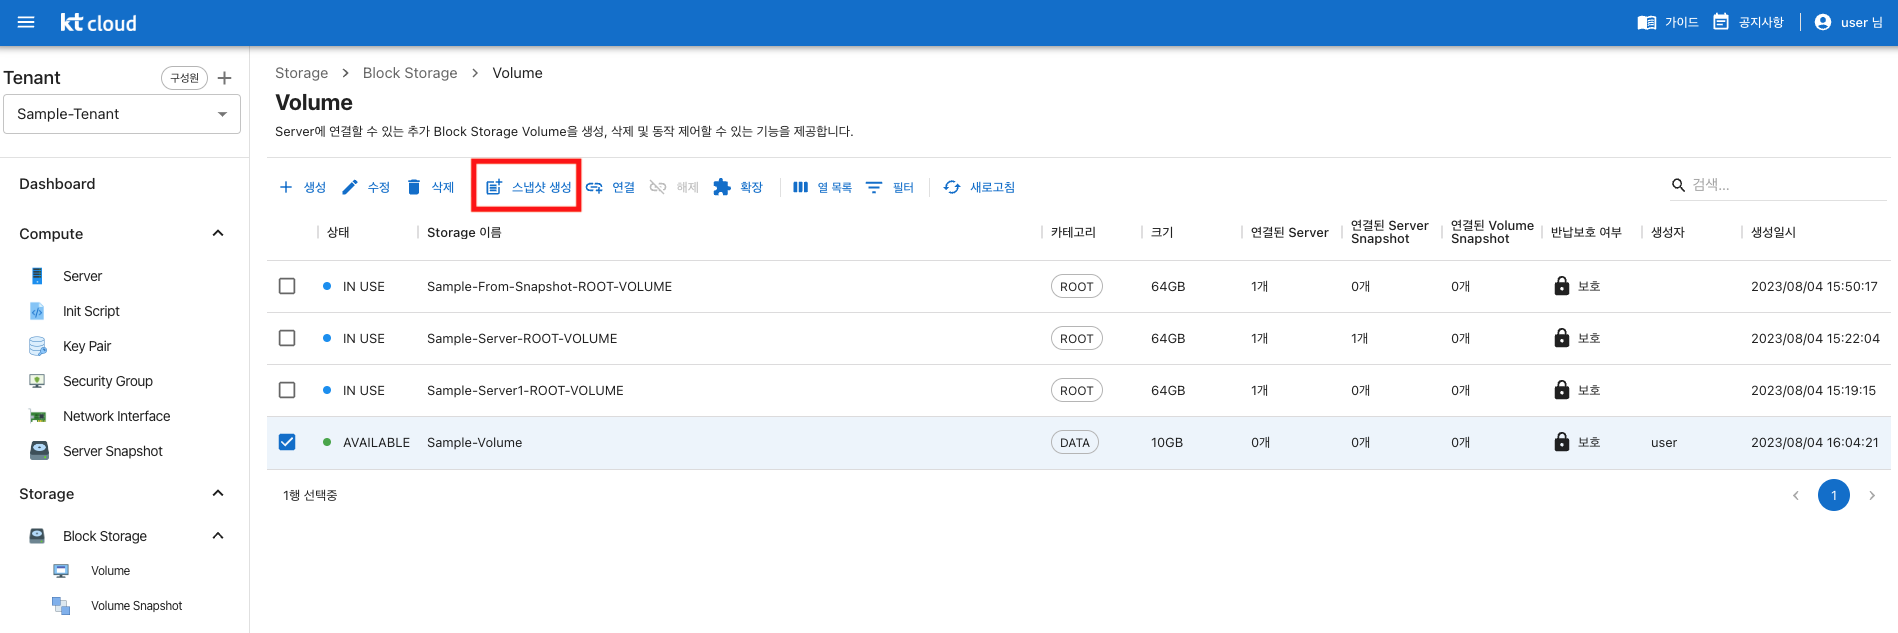 kt cloud
가이드 공지사항 user 님
Tenant 구성원
Sample-Tenant
Dashboard
Compute
Server
Init Script
Key Pair
Security Group
Network Interface
Server Snapshot
Storage
Block Storage
Volume
Volume Snapshot
Storage > Block Storage > Volume
Volume
Server에 연결할 수 있는 추가 Block Storage Volume을 생성, 삭제 및 동작 제어할 수 있는 기능을 제공합니다.
생성 수정 삭제 스냅샷 생성 연결 해제 확장 열 목록 필터 새로고침 검색...
상태 Storage 이름 카테고리 크기 연결된 Server 연결된 Server Snapshot 연결된 Volume Snapshot 반납보호 여부 생성자 생성일시
IN USE Sample-From-Snapshot-ROOT-VOLUME ROOT 64GB 1개 0개 0개 보호 2023/08/04 15:50:17
IN USE Sample-Server-ROOT-VOLUME ROOT 64GB 1개 1개 0개 보호 2023/08/04 15:22:04
IN USE Sample-Server1-ROOT-VOLUME ROOT 64GB 1개 0개 0개 보호 2023/08/04 15:19:15
AVAILABLE Sample-Volume DATA 10GB 0개 0개 0개 보호 user 2023/08/04 16:04:21
1행 선택중 1